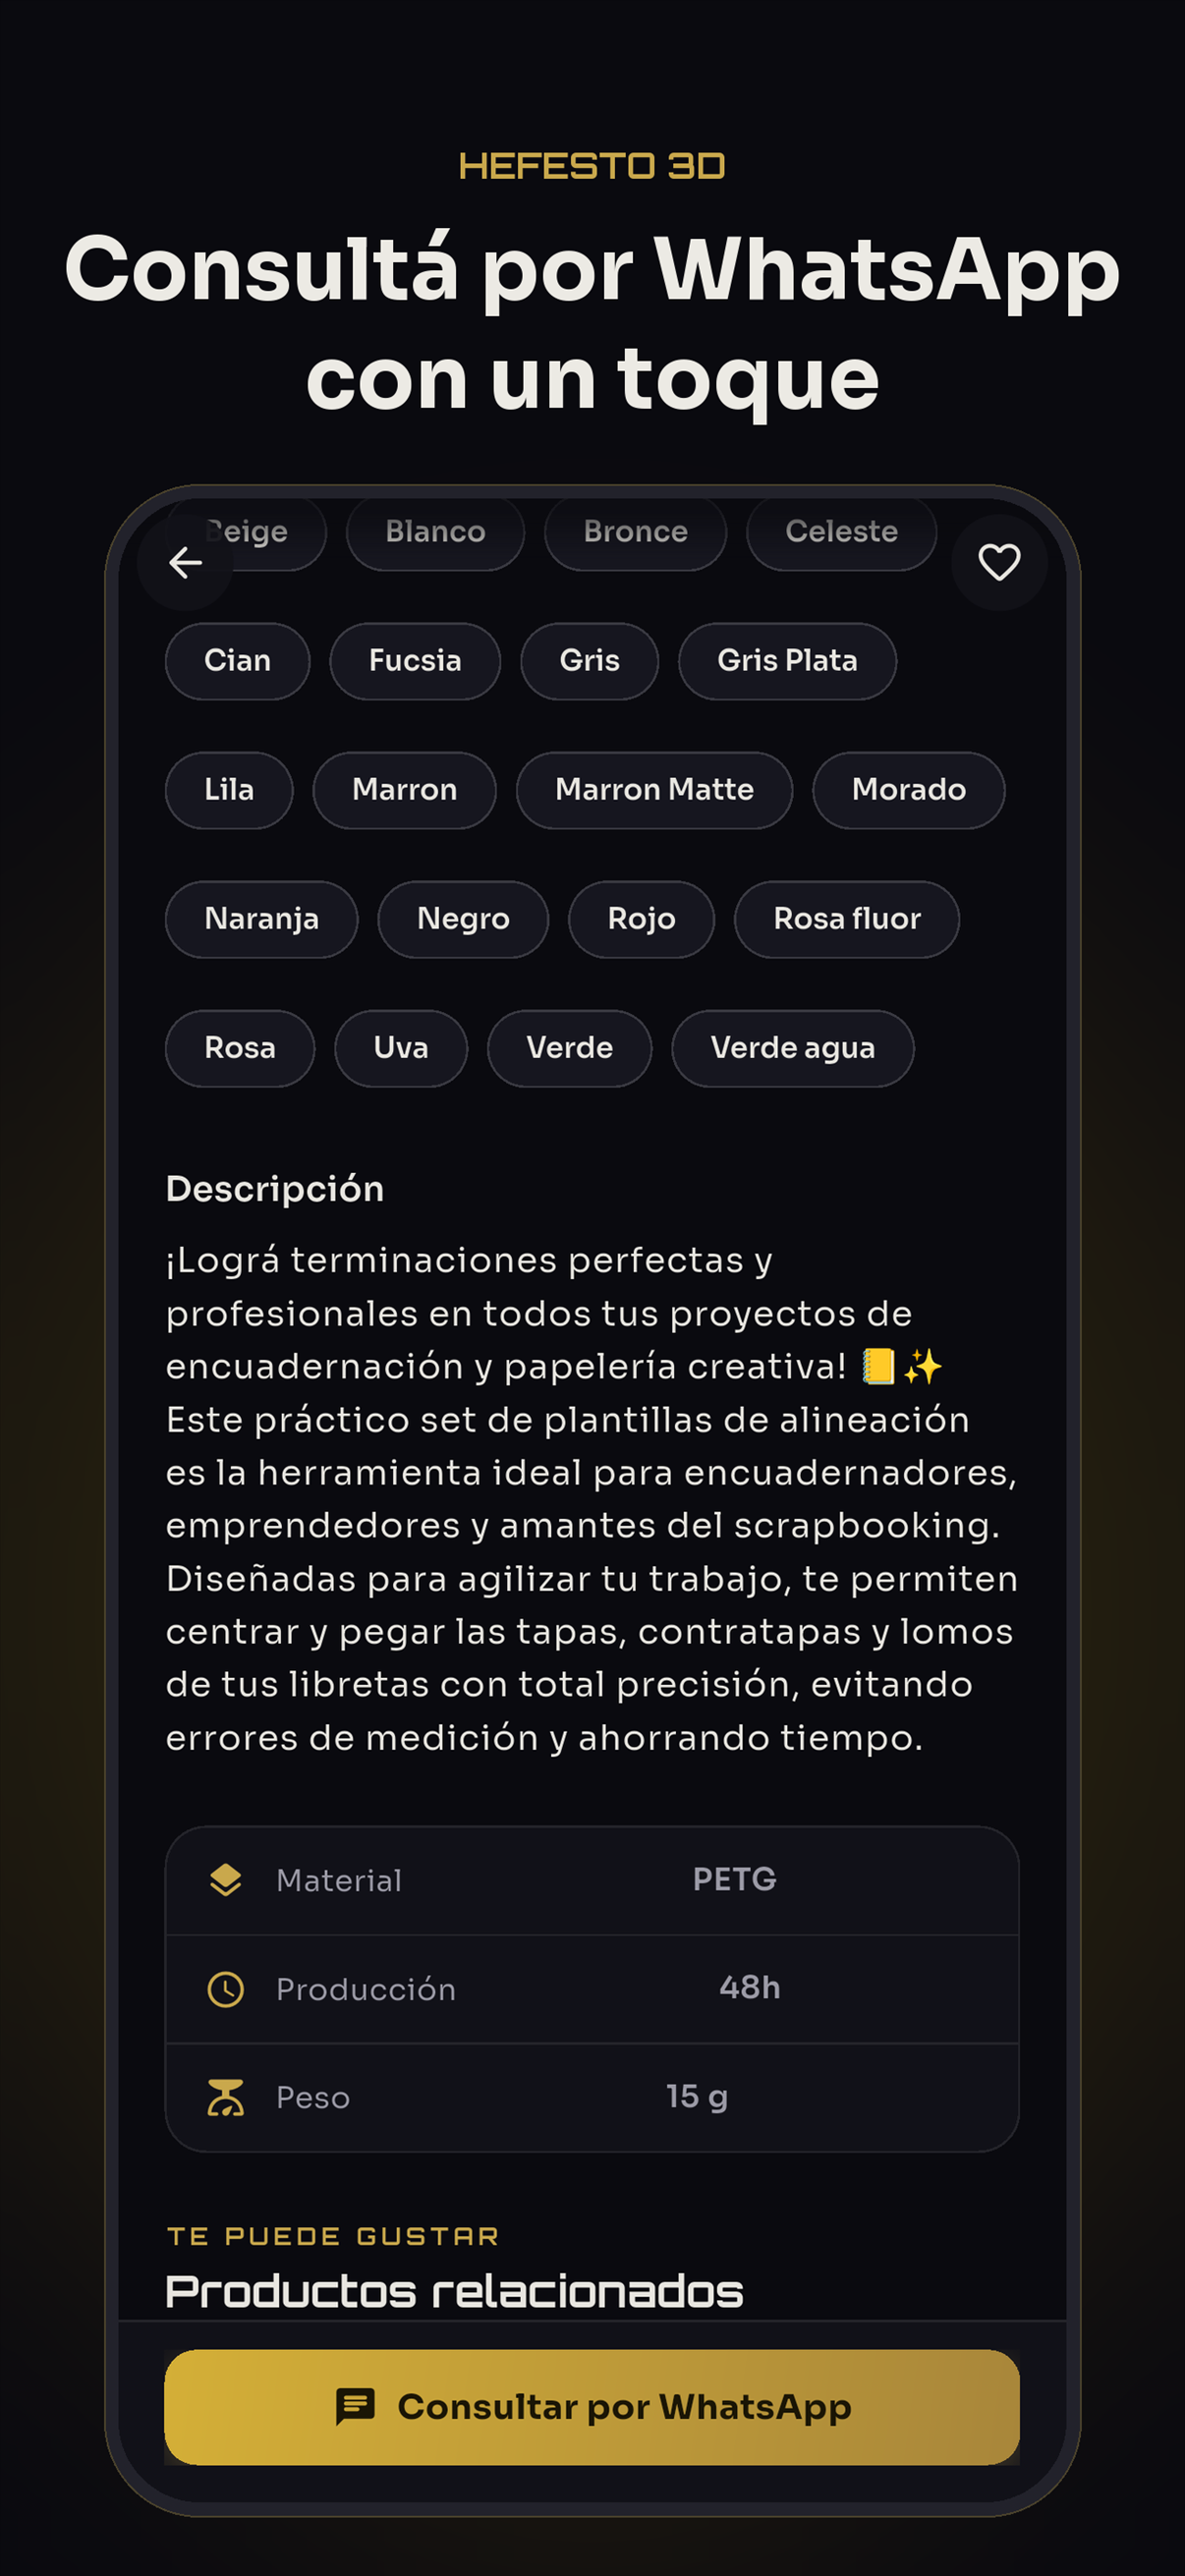 HEFESTO 3D
Consultá por WhatsApp
con un toque
Beige Blanco Bronce Celeste
Cian Fucsia Gris Gris Plata
Lila Marron Marron Matte Morado
Naranja Negro Rojo Rosa fluor
Rosa Uva Verde Verde agua
Descripción
¡Lográ terminaciones perfectas y
profesionales en todos tus proyectos de
encuadernación y papelería creativa! 📒✨
Este práctico set de plantillas de alineación
es la herramienta ideal para encuadernadores,
emprendedores y amantes del scrapbooking.
Diseñadas para agilizar tu trabajo, te permiten
centrar y pegar las tapas, contratapas y lomos
de tus libretas con total precisión, evitando
errores de medición y ahorrando tiempo.
Material PETG
Producción 48h
Peso 15 g
TE PUEDE GUSTAR
Productos relacionados
Consultar por WhatsApp